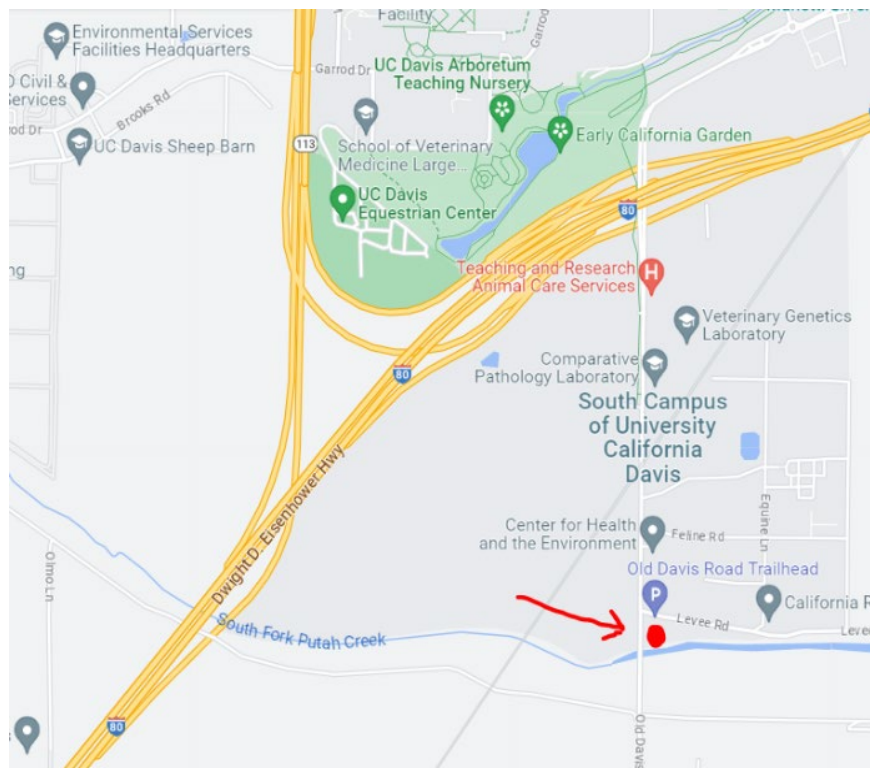 Environmental Services
Facilities Headquarters
Facility
Garrod
UC Davis Arboretum
Teaching Nursery
Garrod Dr
Civil &
Services
Brooks Rd
Early California Garden
UC Davis Sheep Barn
113
School of Veterinary
Medicine Large...
UC Davis
Equestrian Center
80
Teaching and Research
Animal Care Services
H
Veterinary Genetics
Laboratory
Comparative
Pathology Laboratory
80
South Campus
of University
California
Davis
Dwight D. Eisenhower Hwy
Center for Health
and the Environment
Feline Rd
Equine Ln
Olmo Ln
Old Davis Road Trailhead
P
California R
Levee Rd
Levee
South Fork Putah Creek
Old Davis
80